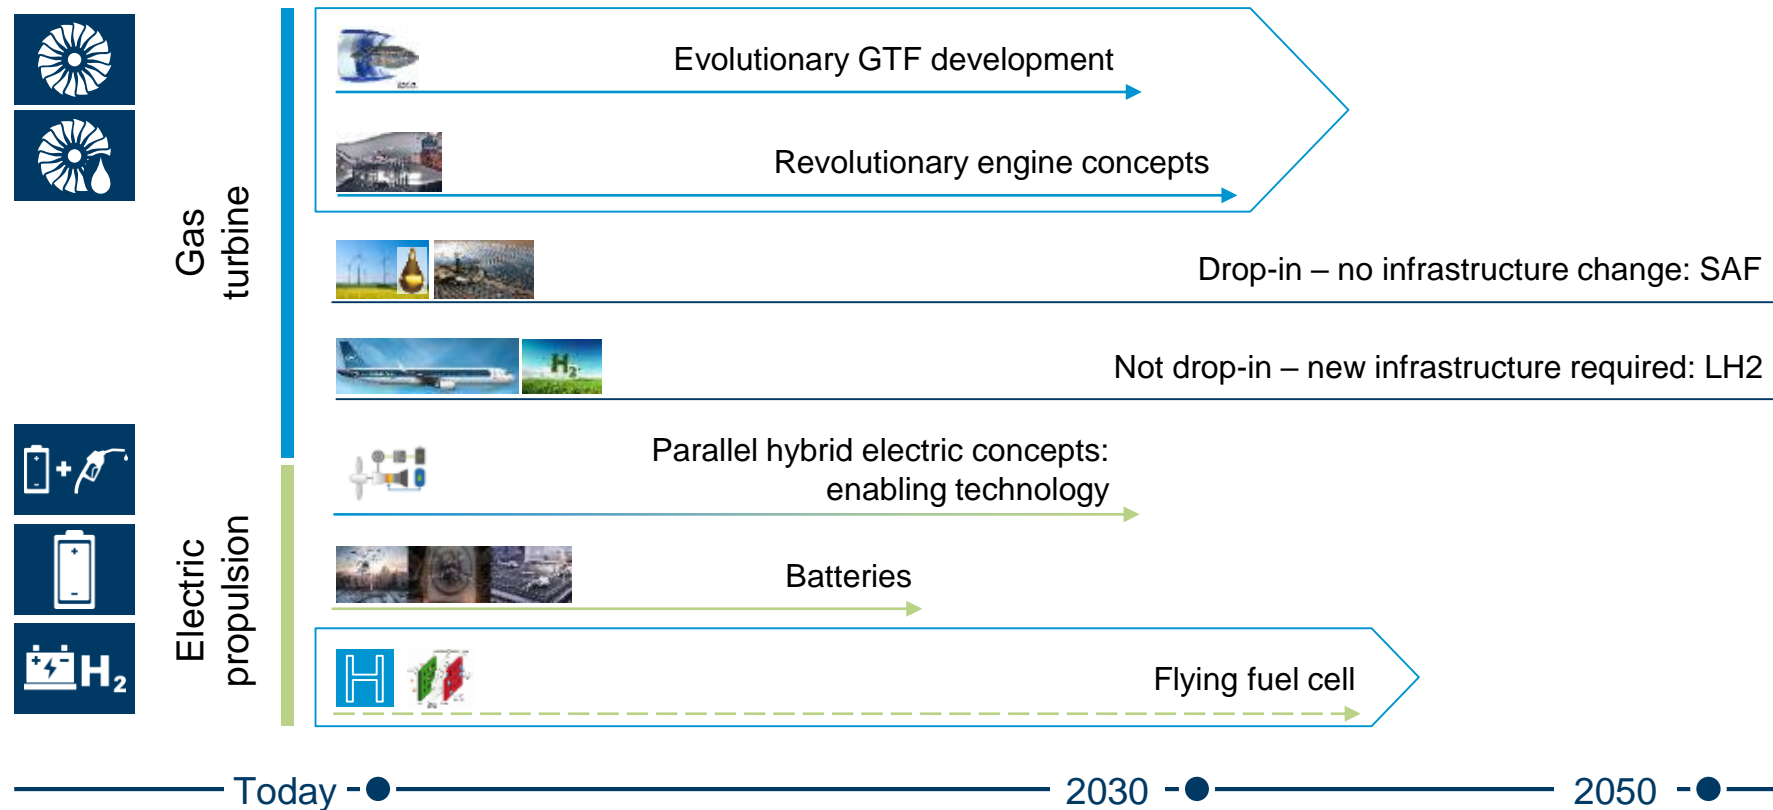 Gas
turbine
Evolutionary GTF development
Revolutionary engine concepts
Drop-in – no infrastructure change: SAF
H2
Not drop-in – new infrastructure required: LH2
Electric
propulsion
Parallel hybrid electric concepts:
enabling technology
Batteries
H2
H
Flying fuel cell
Today
2030
2050